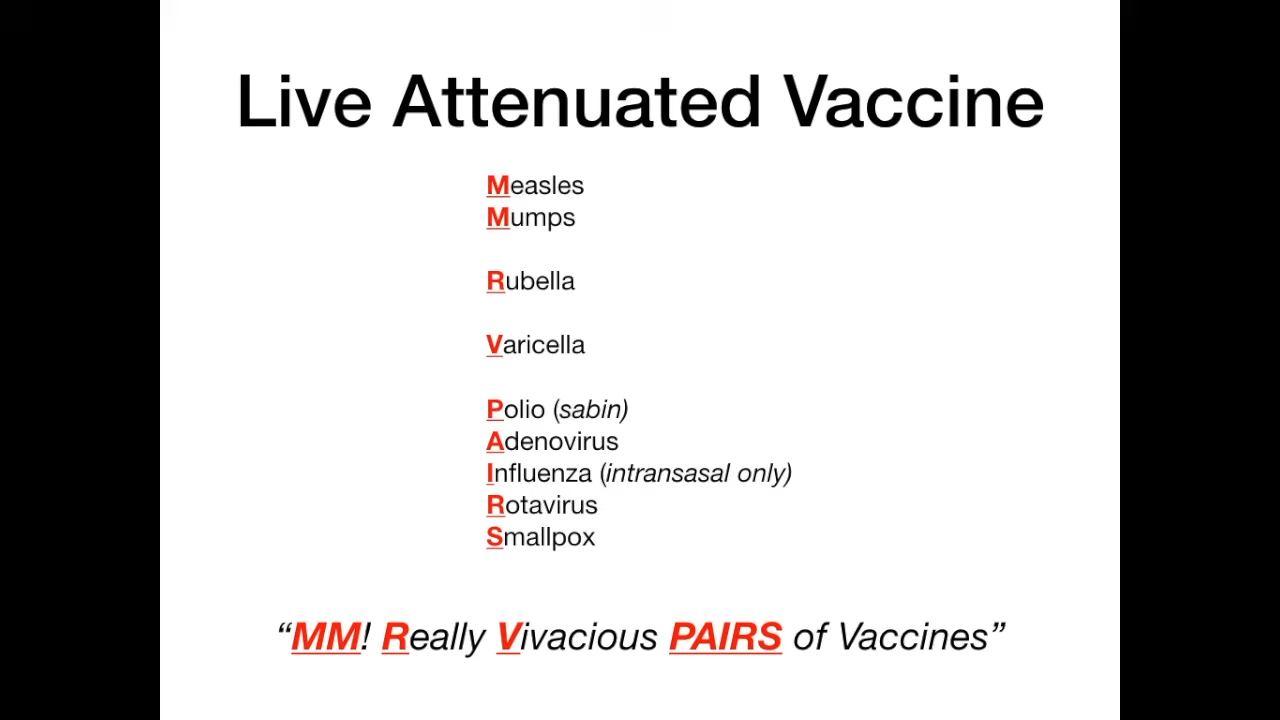 Live Attenuated Vaccine
Measles
Mumps
Rubella
Varicella
Polio (sabin)
Adenovirus
Influenza (intransasal only)
Rotavirus
Smallpox
“MM! Really Vivacious PAIRS of Vaccines”